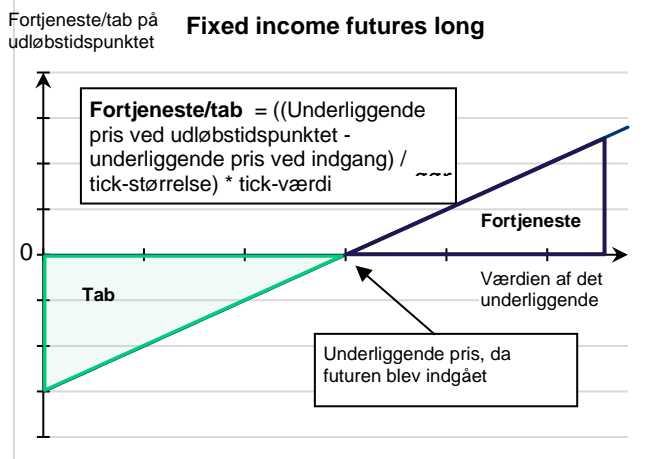 Fortjeneste/tab på
udløbstidspunktet
Fixed income futures long
Fortjeneste/tab = ((Underliggende
pris ved udløbstidspunktet -
underliggende pris ved indgang) /
tick-størrelse) * tick-værdi
Fortjeneste
0
Værdien af det
underliggende
Tab
Underliggende pris, da
futuren blev indgået